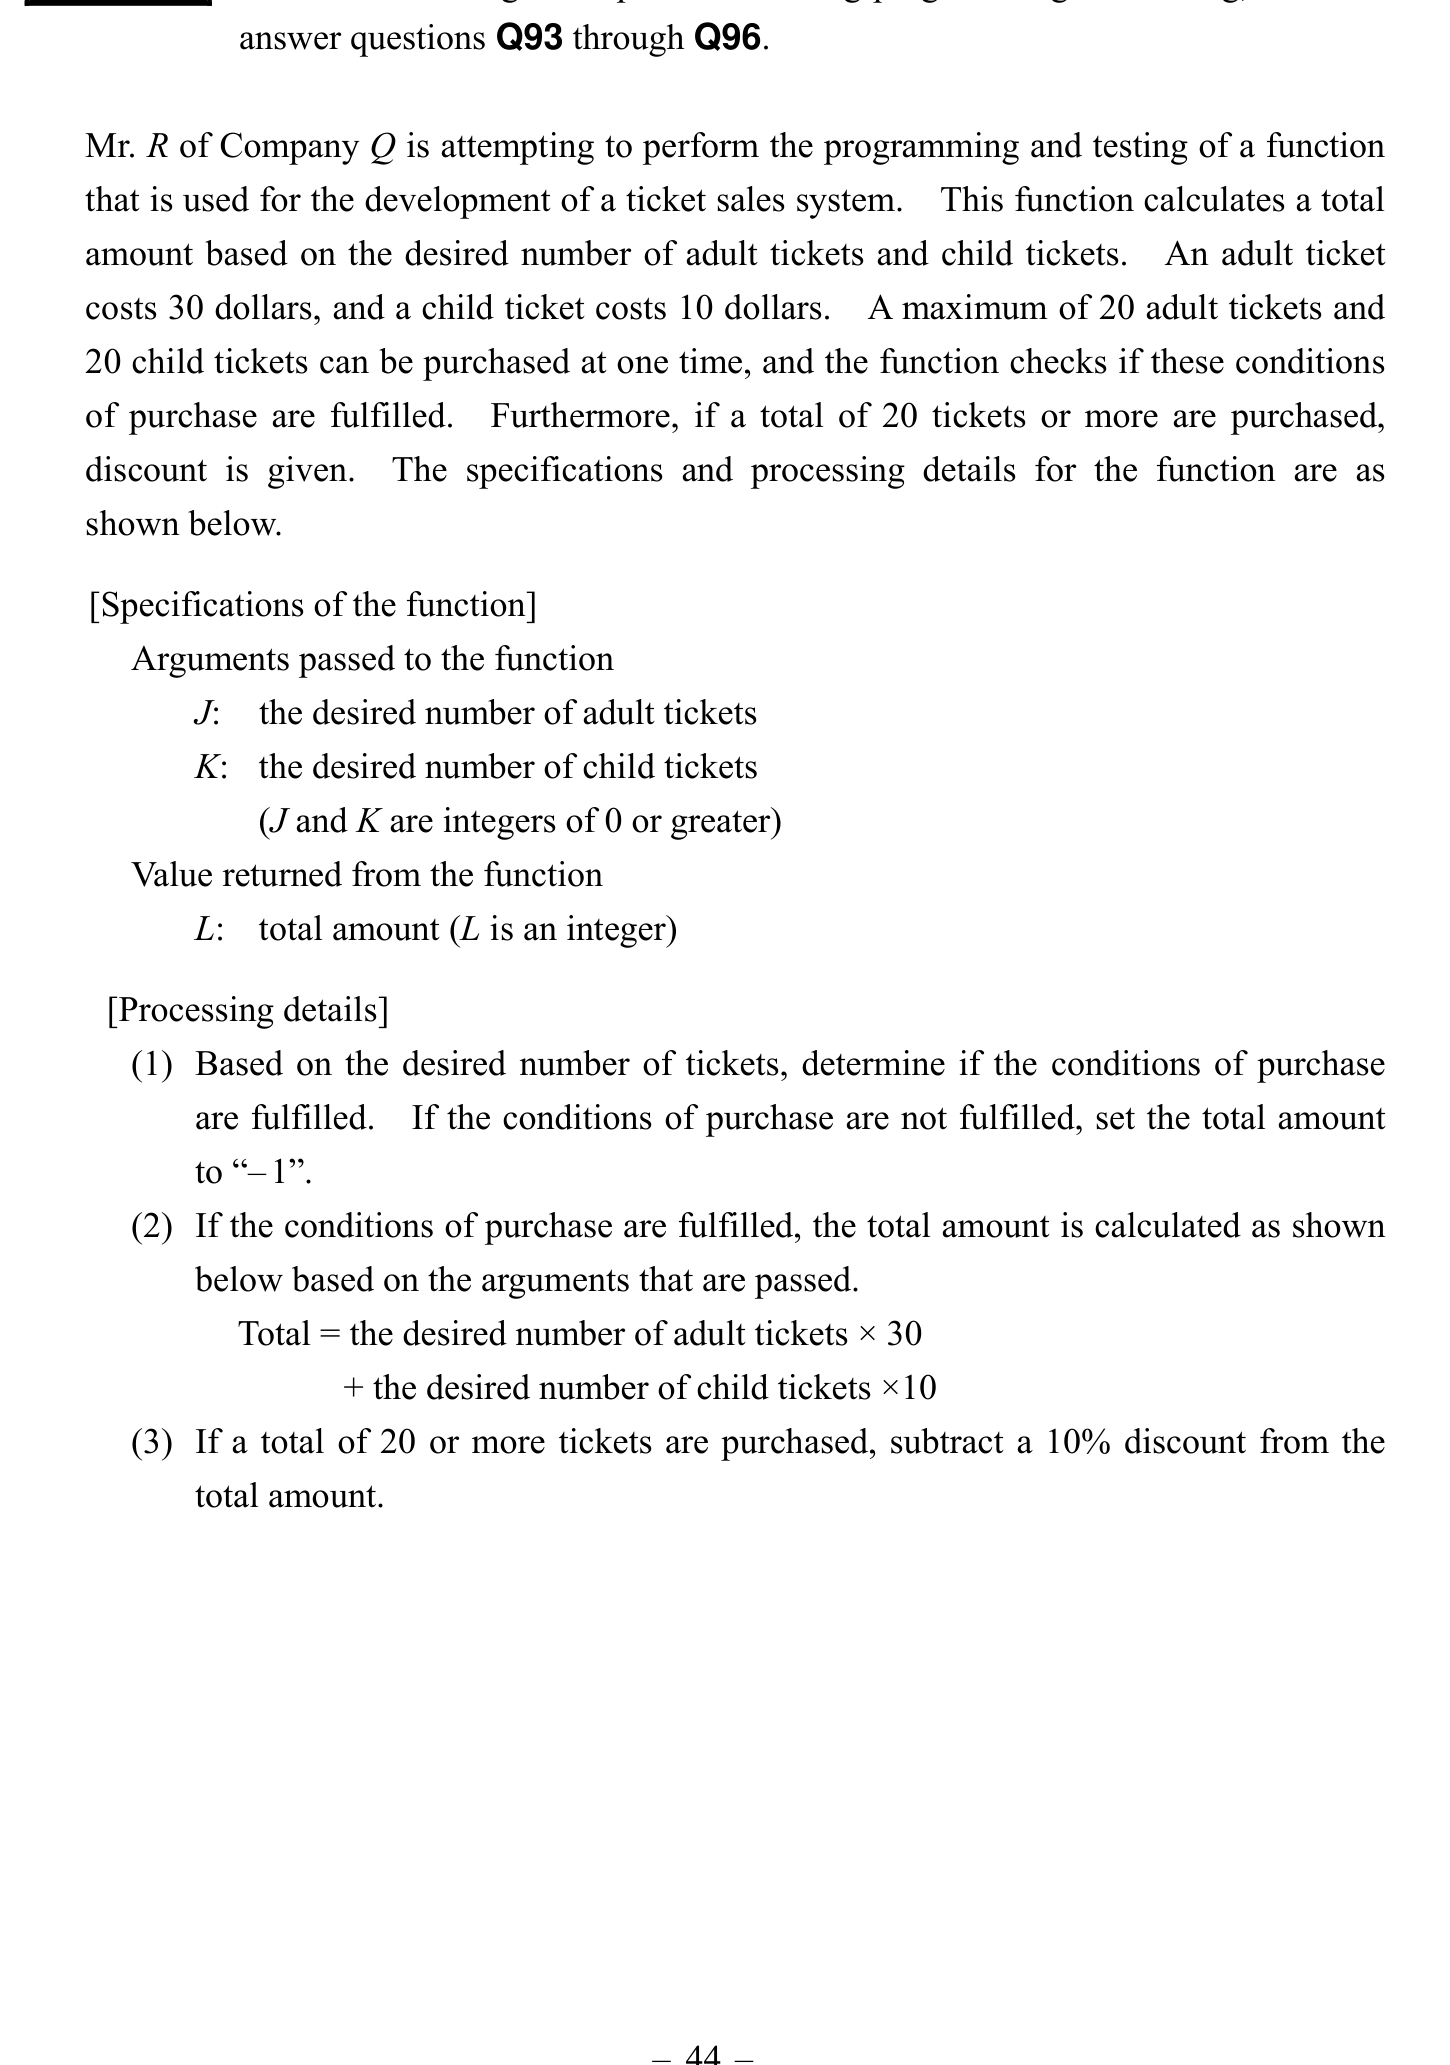 answer questions Q93 through Q96.
Mr. R of Company Q is attempting to perform the programming and testing of a function
that is used for the development of a ticket sales system. This function calculates a total
amount based on the desired number of adult tickets and child tickets. An adult ticket
costs 30 dollars, and a child ticket costs 10 dollars. A maximum of 20 adult tickets and
20 child tickets can be purchased at one time, and the function checks if these conditions
of purchase are fulfilled. Furthermore, if a total of 20 tickets or more are purchased,
discount is given. The specifications and processing details for the function are as
shown below.
[Specifications of the function]
Arguments passed to the function
J: the desired number of adult tickets
K: the desired number of child tickets
(J and K are integers of 0 or greater)
Value returned from the function
L: total amount (L is an integer)
[Processing details]
(1) Based on the desired number of tickets, determine if the conditions of purchase
are fulfilled. If the conditions of purchase are not fulfilled, set the total amount
to “–1”.
(2) If the conditions of purchase are fulfilled, the total amount is calculated as shown
below based on the arguments that are passed.
Total = the desired number of adult tickets × 30
+ the desired number of child tickets ×10
(3) If a total of 20 or more tickets are purchased, subtract a 10% discount from the
total amount.
– 44 –